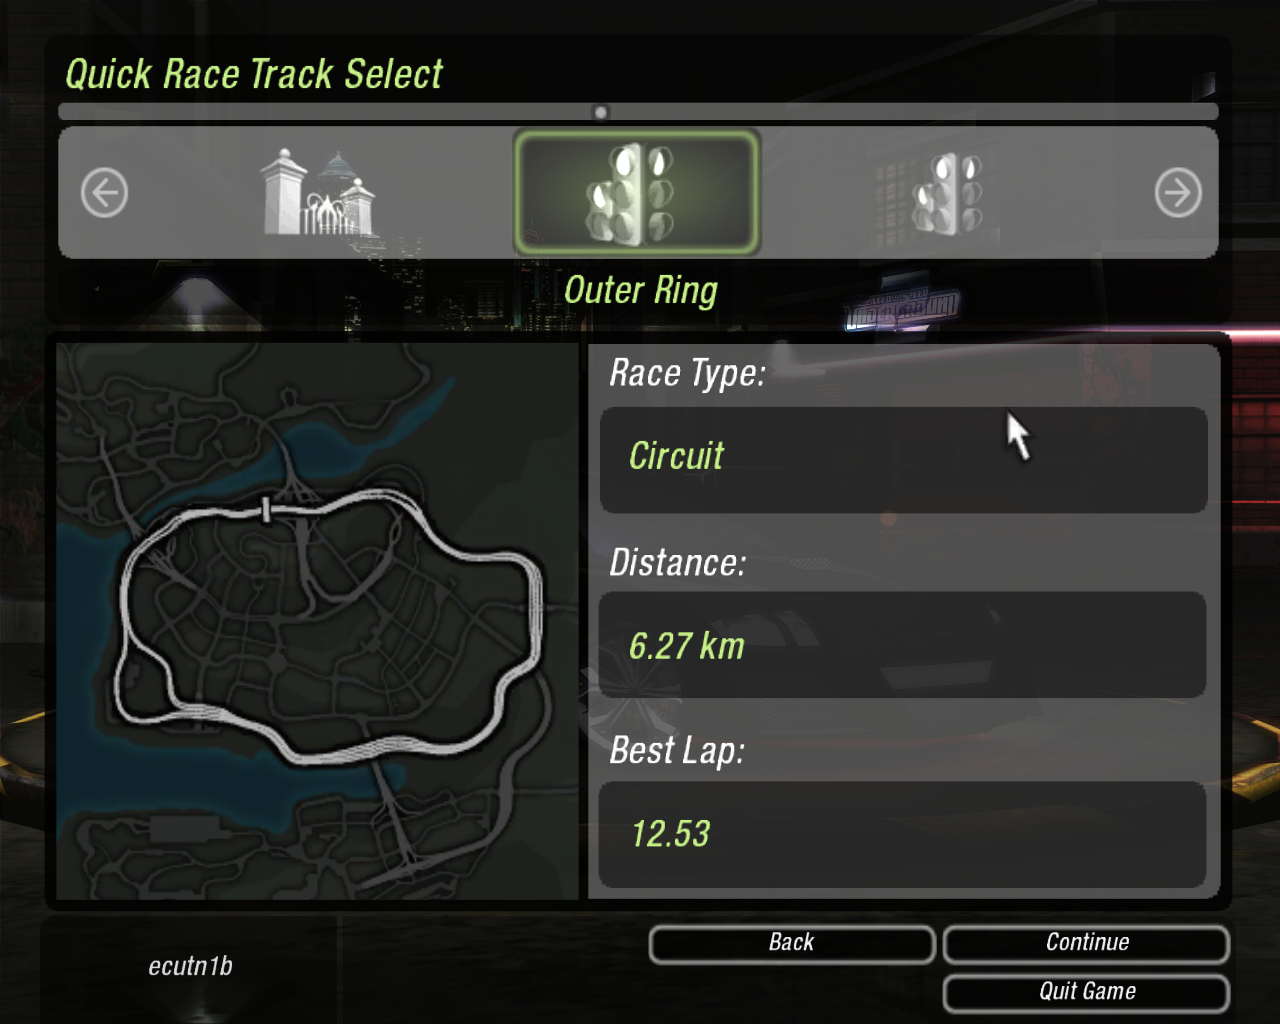 Quick Race Track Select
Outer Ring
Race Type:
Circuit
Distance:
6.27 km
Best Lap:
12.53
ecutn1b
Back
Continue
Quit Game